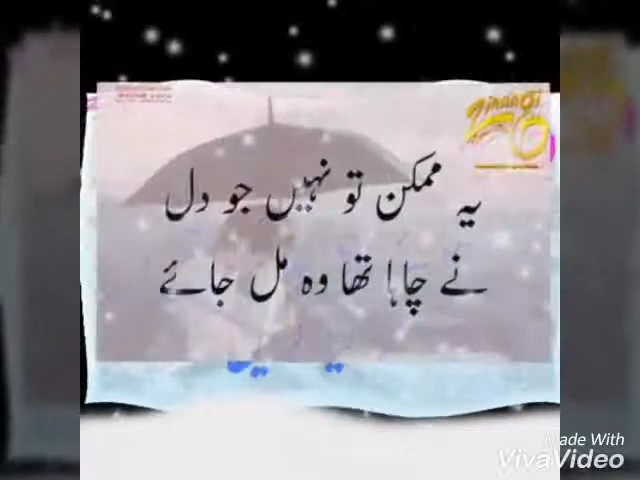 یہ ممکن تو نہیں جو دل
نے چاہا تھا وہ مل جائے
Made With
VivaVideo